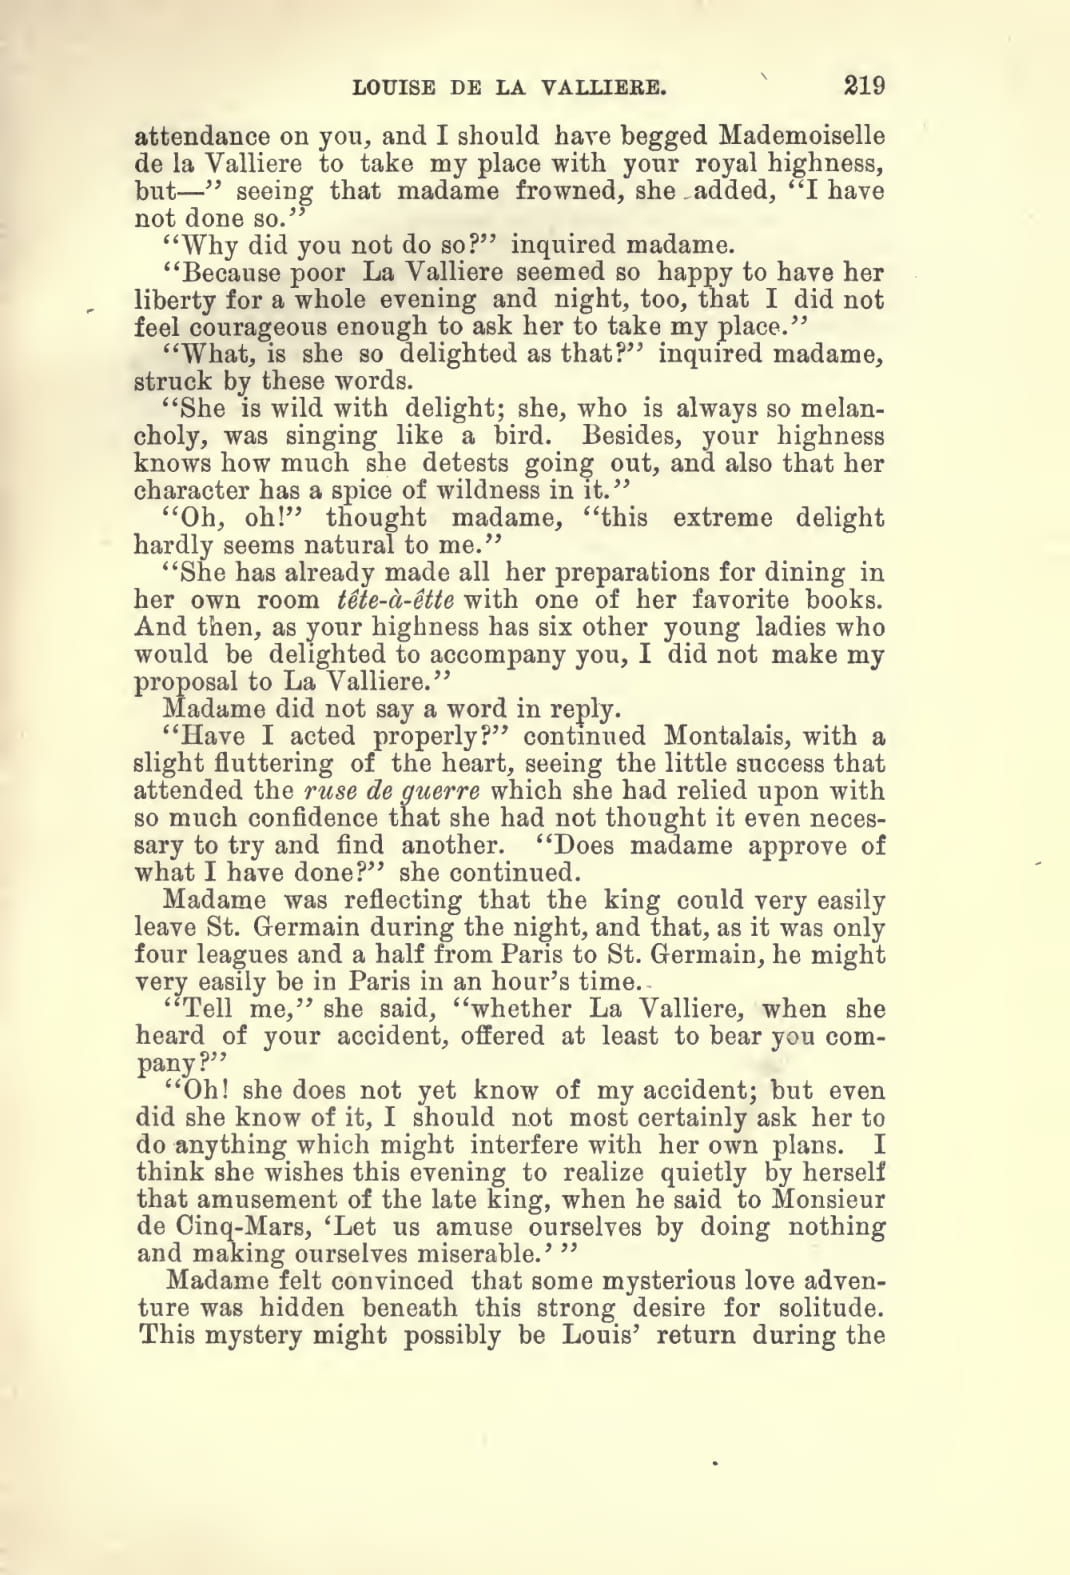 LOUISE DE LA VALLIERE. 219
attendance on you, and I should have begged Mademoiselle
de la Valliere to take my place with your royal highness,
but—” seeing that madame frowned, she added, “I have
not done so.”
“Why did you not do so?” inquired madame.
“Because poor La Valliere seemed so happy to have her
liberty for a whole evening and night, too, that I did not
feel courageous enough to ask her to take my place.”
“What, is she so delighted as that?” inquired madame,
struck by these words.
“She is wild with delight; she, who is always so melan-
choly, was singing like a bird. Besides, your highness
knows how much she detests going out, and also that her
character has a spice of wildness in it.”
“Oh, oh!” thought madame, “this extreme delight
hardly seems natural to me.”
“She has already made all her preparations for dining in
her own room tête-à-êtte with one of her favorite books.
And then, as your highness has six other young ladies who
would be delighted to accompany you, I did not make my
proposal to La Valliere.”
Madame did not say a word in reply.
“Have I acted properly?” continued Montalais, with a
slight fluttering of the heart, seeing the little success that
attended the ruse de guerre which she had relied upon with
so much confidence that she had not thought it even neces-
sary to try and find another. “Does madame approve of
what I have done?” she continued.
Madame was reflecting that the king could very easily
leave St. Germain during the night, and that, as it was only
four leagues and a half from Paris to St. Germain, he might
very easily be in Paris in an hour’s time.
“Tell me,” she said, “whether La Valliere, when she
heard of your accident, offered at least to bear you com-
pany?”
“Oh! she does not yet know of my accident; but even
did she know of it, I should not most certainly ask her to
do anything which might interfere with her own plans. I
think she wishes this evening to realize quietly by herself
that amusement of the late king, when he said to Monsieur
de Cinq-Mars, ‘Let us amuse ourselves by doing nothing
and making ourselves miserable.’ ”
Madame felt convinced that some mysterious love adven-
ture was hidden beneath this strong desire for solitude.
This mystery might possibly be Louis’ return during the